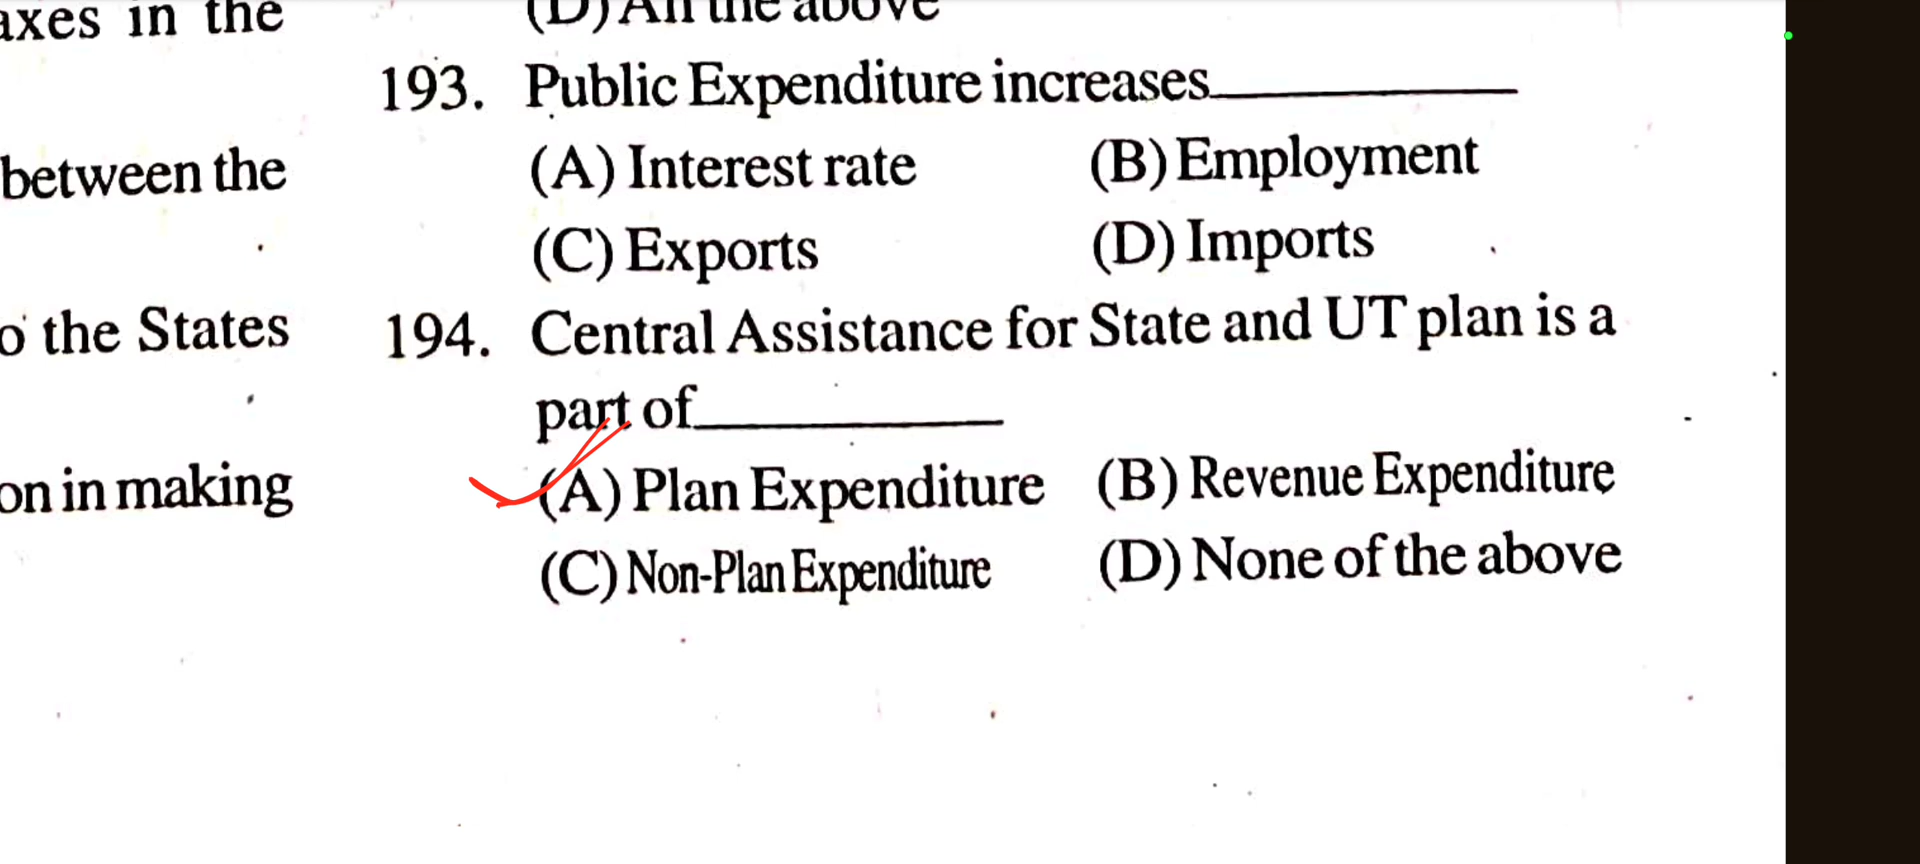 axes in the
between the
o the States
on in making
(D) All the above
193. Public Expenditure increases
(A) Interest rate (B) Employment
(C) Exports (D) Imports
194. Central Assistance for State and UT plan is a
part of
(A) Plan Expenditure (B) Revenue Expenditure
(C) Non-Plan Expenditure (D) None of the above